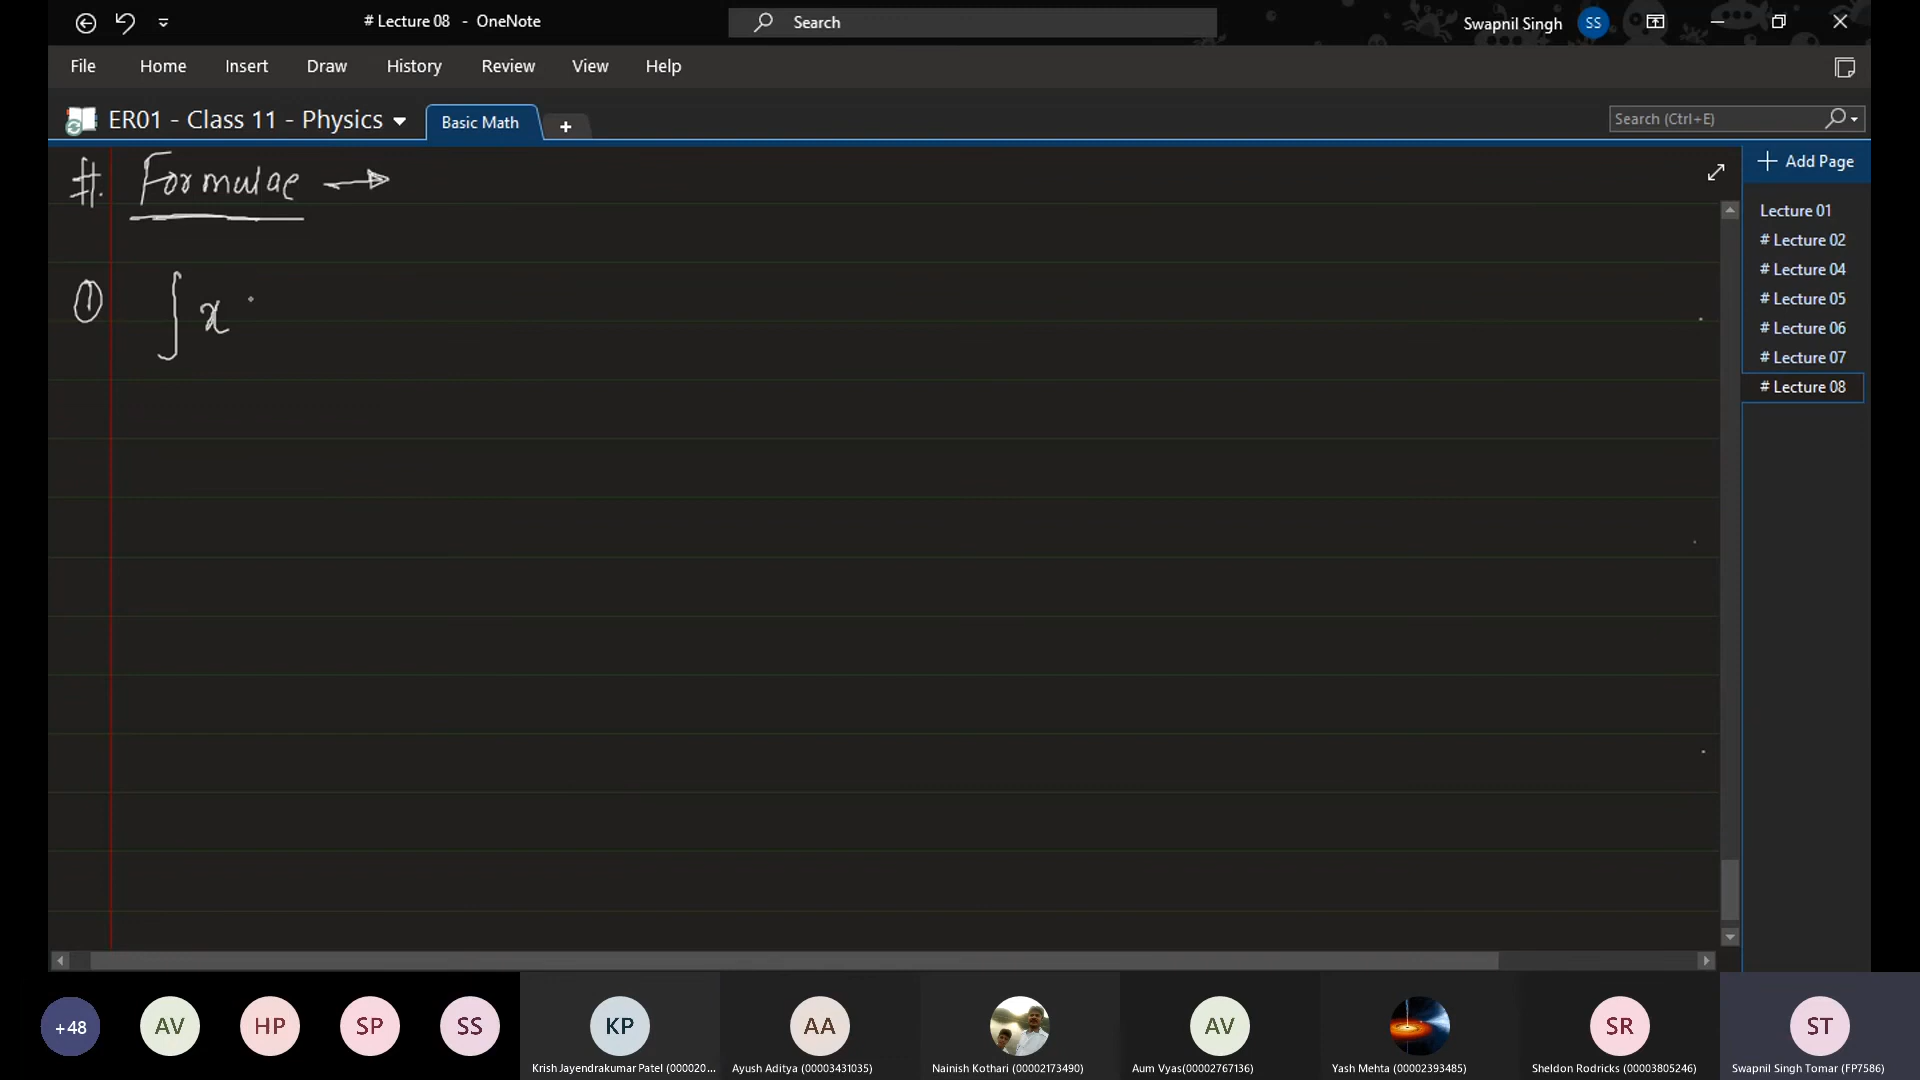 # Lecture 08 - OneNote
Search
Swapnil Singh SS
File Home Insert Draw History Review View Help
ER01 - Class 11 - Physics
Basic Math
+
Search (Ctrl+E)
#. Formulae →
① ∫ x
+ Add Page
Lecture 01
# Lecture 02
# Lecture 04
# Lecture 05
# Lecture 06
# Lecture 07
# Lecture 08
+48 AV HP SP SS KP AA AV SR ST
Krish Jayendrakumar Patel (000020... Ayush Aditya (00003431035) Nainish Kothari (00002173490) Aum Vyas(00002767136) Yash Mehta (00002393485) Sheldon Rodricks (00003805246) Swapnil Singh Tomar (FP7586)